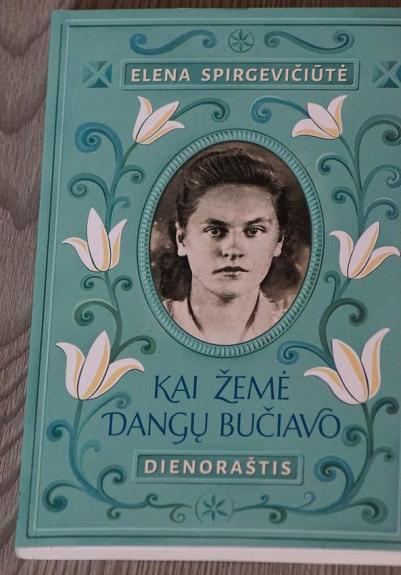 ELENA SPIRGEVIČIŪTĖ
KAI ŽEMĖ
DANGŲ BUČIAVO
DIENORAŠTIS